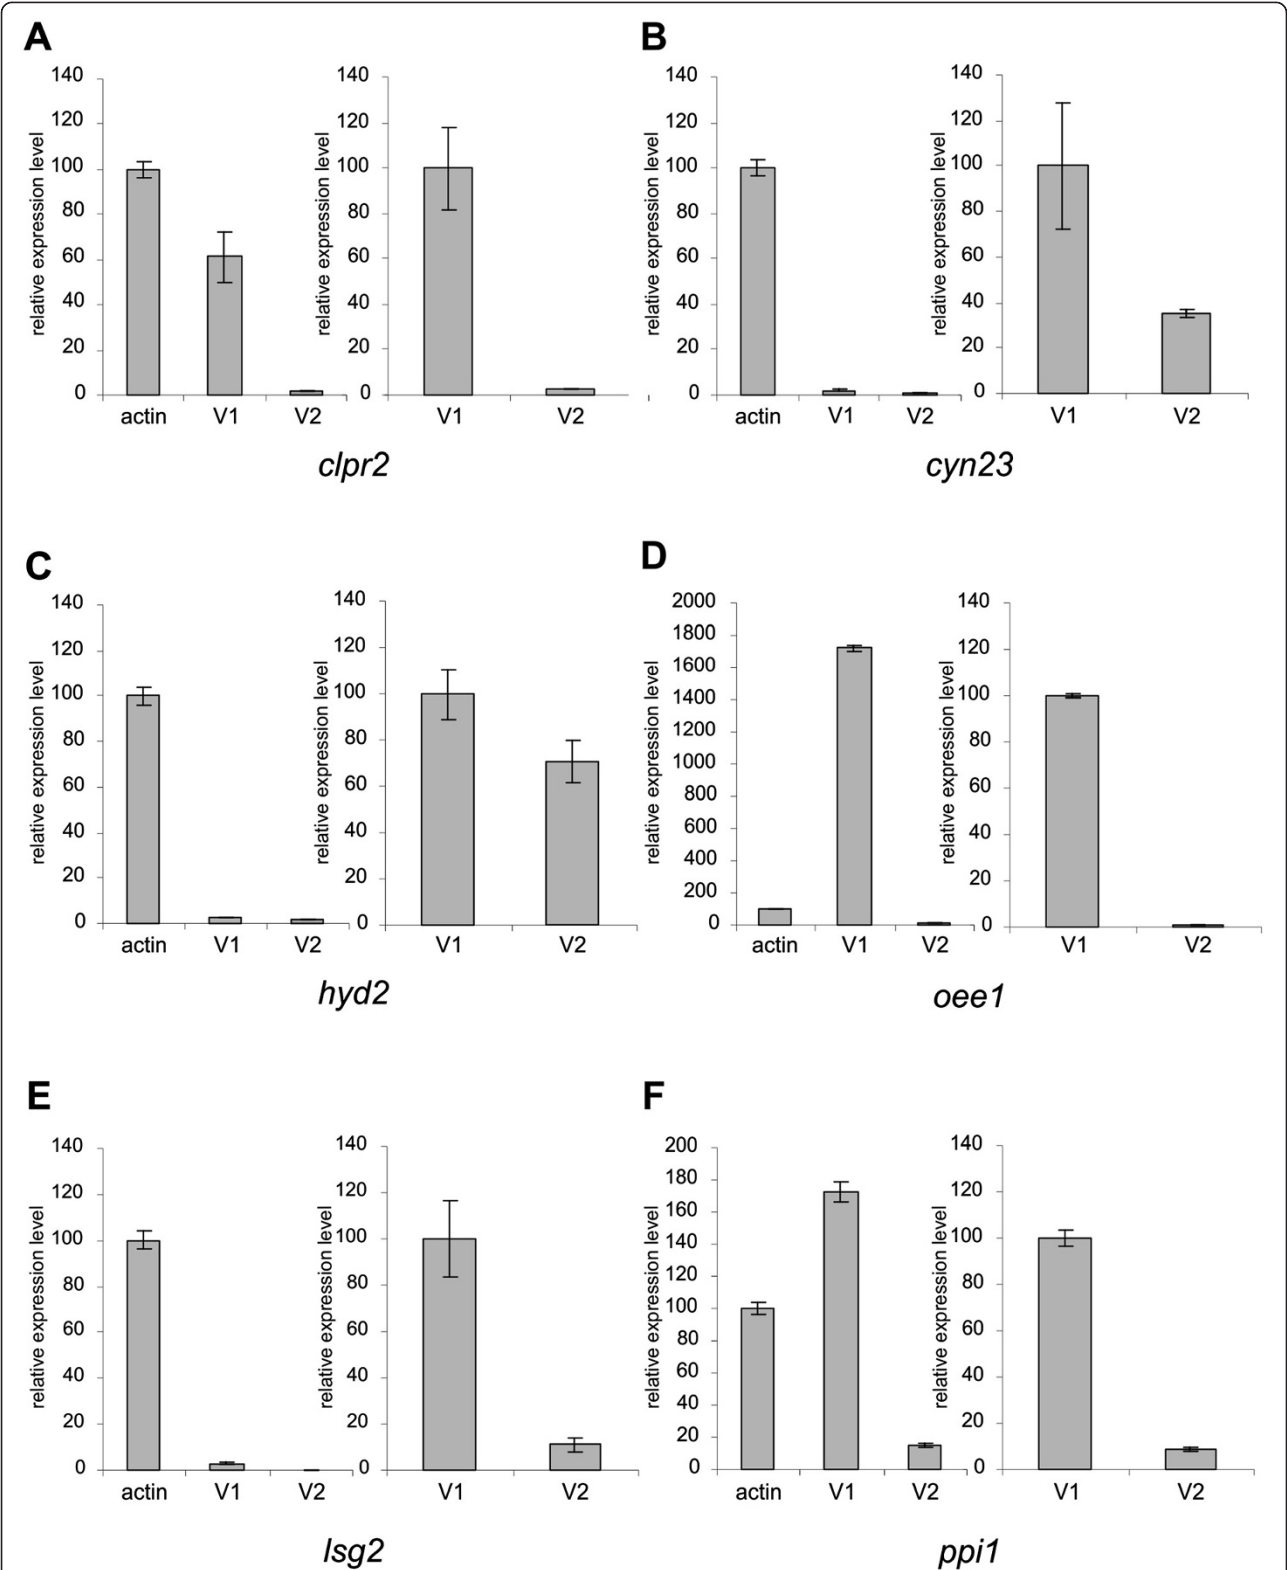 A
140
120
100
80
60
40
20
0
relative expression level
actin V1 V2
140
120
100
80
60
40
20
0
relative expression level
V1 V2
clpr2
B
140
120
100
80
60
40
20
0
relative expression level
actin V1 V2
140
120
100
80
60
40
20
0
relative expression level
V1 V2
cyn23
C
140
120
100
80
60
40
20
0
relative expression level
actin V1 V2
140
120
100
80
60
40
20
0
relative expression level
V1 V2
hyd2
D
2000
1800
1600
1400
1200
1000
800
600
400
200
0
relative expression level
actin V1 V2
140
120
100
80
60
40
20
0
relative expression level
V1 V2
oee1
E
140
120
100
80
60
40
20
0
relative expression level
actin V1 V2
140
120
100
80
60
40
20
0
relative expression level
V1 V2
lsg2
F
200
180
160
140
120
100
80
60
40
20
0
relative expression level
actin V1 V2
140
120
100
80
60
40
20
0
relative expression level
V1 V2
ppi1